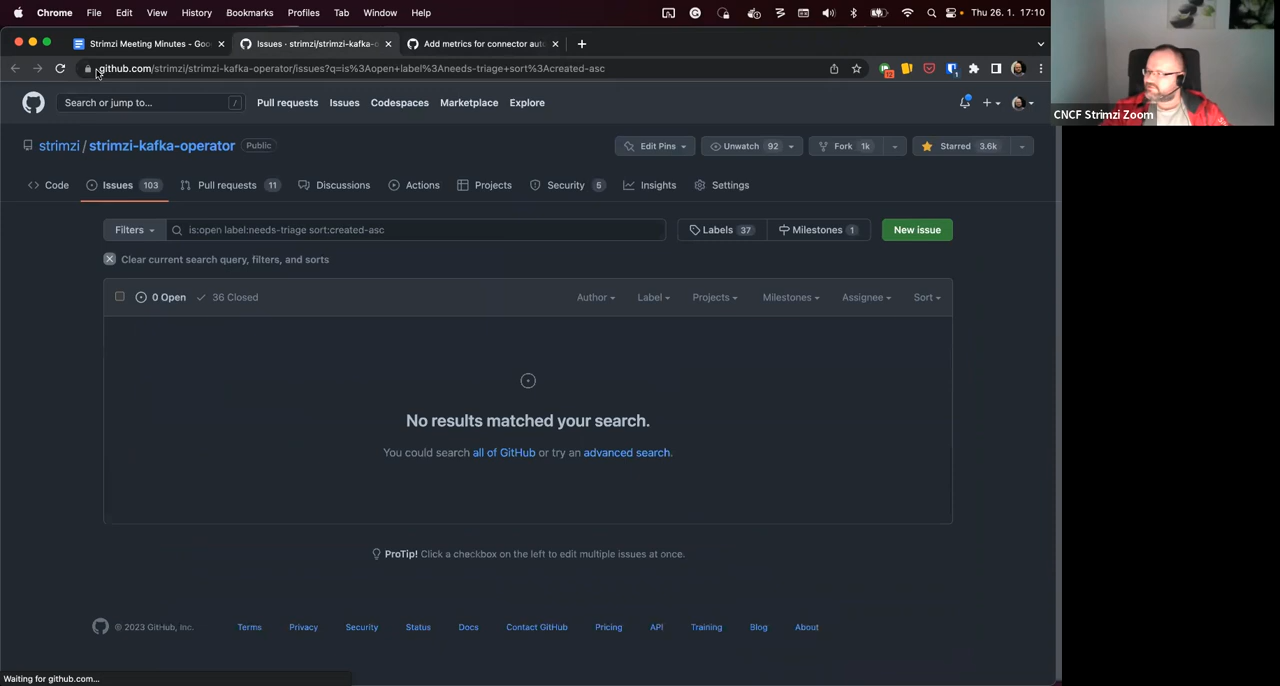 Chrome File Edit View History Bookmarks Profiles Tab Window Help Thu 26. 1. 17:10
Strimzi Meeting Minutes - Goo
Issues · strimzi/strimzi-kafka-o
Add metrics for connector auto
github.com/strimzi/strimzi-kafka-operator/issues?q=is%3Aopen+label%3Aneeds-triage+sort%3Acreated-asc
12
1
Search or jump to... /
Pull requests Issues Codespaces Marketplace Explore
CNCF Strimzi Zoom
strimzi / strimzi-kafka-operator Public
Edit Pins Unwatch 92 Fork 1k Starred 3.6k
Code Issues 103 Pull requests 11 Discussions Actions Projects Security 5 Insights Settings
Filters is:open label:needs-triage sort:created-asc Labels 37 Milestones 1 New issue
Clear current search query, filters, and sorts
0 Open 36 Closed Author Label Projects Milestones Assignee Sort
No results matched your search.
You could search all of GitHub or try an advanced search.
ProTip! Click a checkbox on the left to edit multiple issues at once.
© 2023 GitHub, Inc. Terms Privacy Security Status Docs Contact GitHub Pricing API Training Blog About
Waiting for github.com...